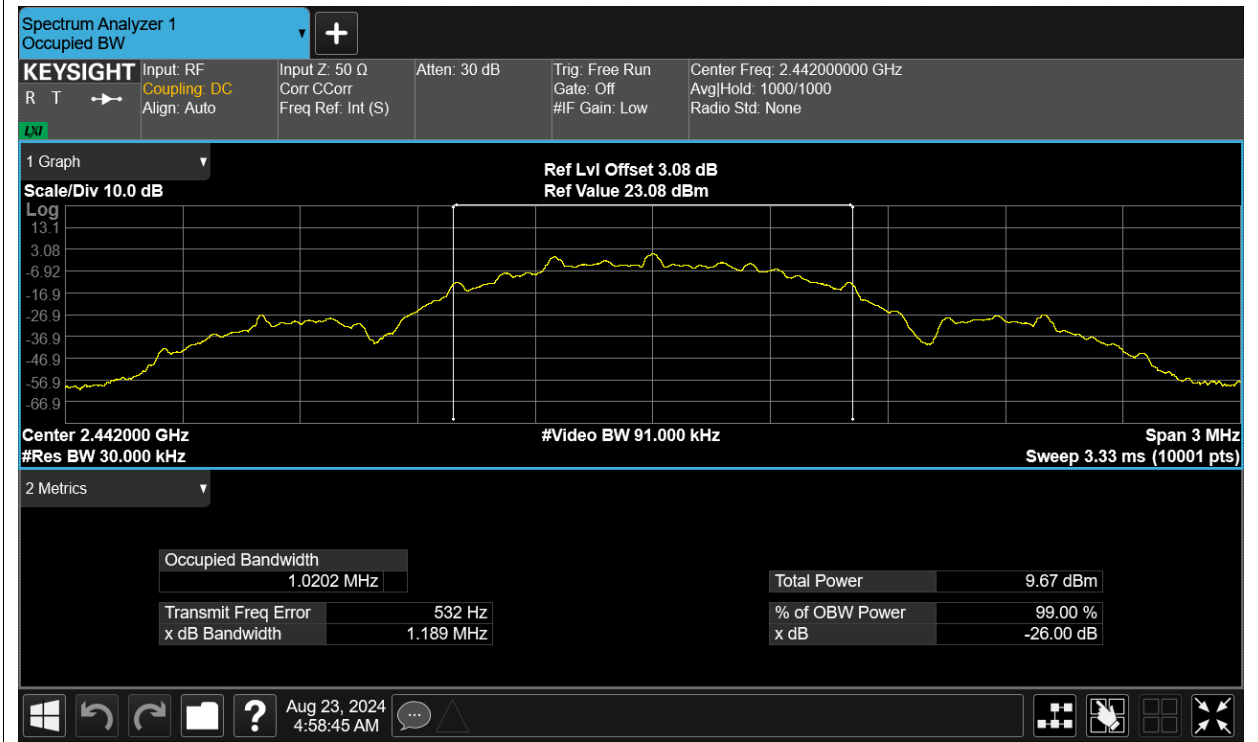 Spectrum Analyzer 1
Occupied BW
KEYSIGHT
R T
LXI
Input: RF
Coupling: DC
Align: Auto
Input Z: 50 Ω
Corr CCorr
Freq Ref: Int (S)
Atten: 30 dB
Trig: Free Run
Gate: Off
#IF Gain: Low
Center Freq: 2.442000000 GHz
Avg|Hold: 1000/1000
Radio Std: None
1 Graph
Scale/Div 10.0 dB
Ref Lvl Offset 3.08 dB
Ref Value 23.08 dBm
Log
13.1
3.08
-6.92
-16.9
-26.9
-36.9
-46.9
-56.9
-66.9
Center 2.442000 GHz
#Video BW 91.000 kHz
Span 3 MHz
#Res BW 30.000 kHz
Sweep 3.33 ms (10001 pts)
2 Metrics
Occupied Bandwidth
1.0202 MHz
Total Power 9.67 dBm
Transmit Freq Error 532 Hz
% of OBW Power 99.00 %
x dB Bandwidth 1.189 MHz
x dB -26.00 dB
?
Aug 23, 2024
4:58:45 AM